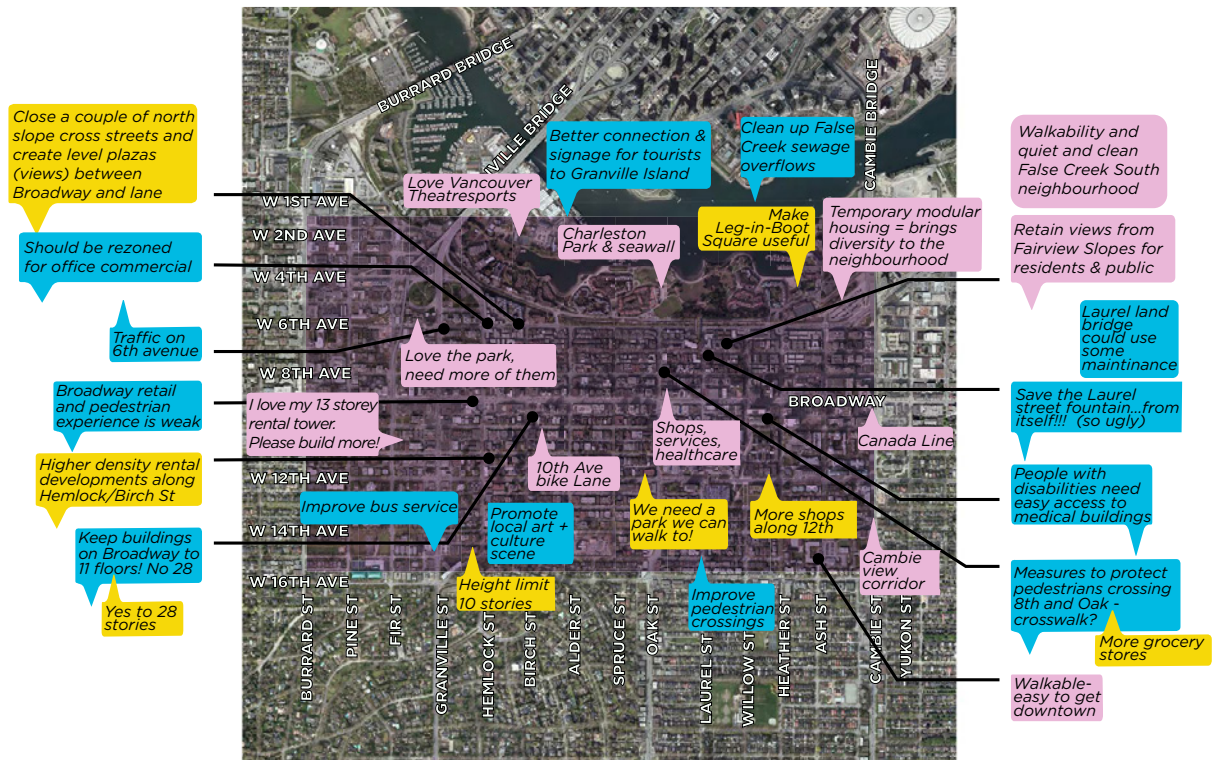 Close a couple of north
slope cross streets and
create level plazas
(views) between
Broadway and lane
Should be rezoned
for office commercial
Traffic on
6th avenue
Broadway retail
and pedestrian
experience is weak
Higher density rental
developments along
Hemlock/Birch St
Keep buildings
on Broadway to
11 floors! No 28
Yes to 28
stories
BURRARD BRIDGE
NVILLE BRIDGE
CAMBIE BRIDGE
Love Vancouver
Theatresports
Better connection &
signage for tourists
to Granville Island
Clean up False
Creek sewage
overflows
Charleston
Park & seawall
Make
Leg-in-Boot
Square useful
Temporary modular
housing = brings
diversity to the
neighbourhood
W 1ST AVE
W 2ND AVE
W 4TH AVE
W 6TH AVE
W 8TH AVE
BROADWAY
W 12TH AVE
W 14TH AVE
W 16TH AVE
Love the park,
need more of them
I love my 13 storey
rental tower.
Please build more!
Shops,
services,
healthcare
Canada Line
10th Ave
bike Lane
Improve bus service
Promote
local art +
culture
scene
We need a
park we can
walk to!
More shops
along 12th
Cambie
view
corridor
Height limit
10 stories
Improve
pedestrian
crossings
BURRARD ST
PINE ST
FIR ST
GRANVILLE ST
HEMLOCK ST
BIRCH ST
ALDER ST
SPRUCE ST
OAK ST
LAUREL ST
WILLOW ST
HEATHER ST
ASH ST
CAMBIE ST
YUKON ST
Walkability and
quiet and clean
False Creek South
neighbourhood
Retain views from
Fairview Slopes for
residents & public
Laurel land
bridge
could use
some
maintinance
Save the Laurel
street fountain...from
itself!!! (so ugly)
People with
disabilities need
easy access to
medical buildings
Measures to protect
pedestrians crossing
8th and Oak -
crosswalk?
More grocery
stores
Walkable-
easy to get
downtown